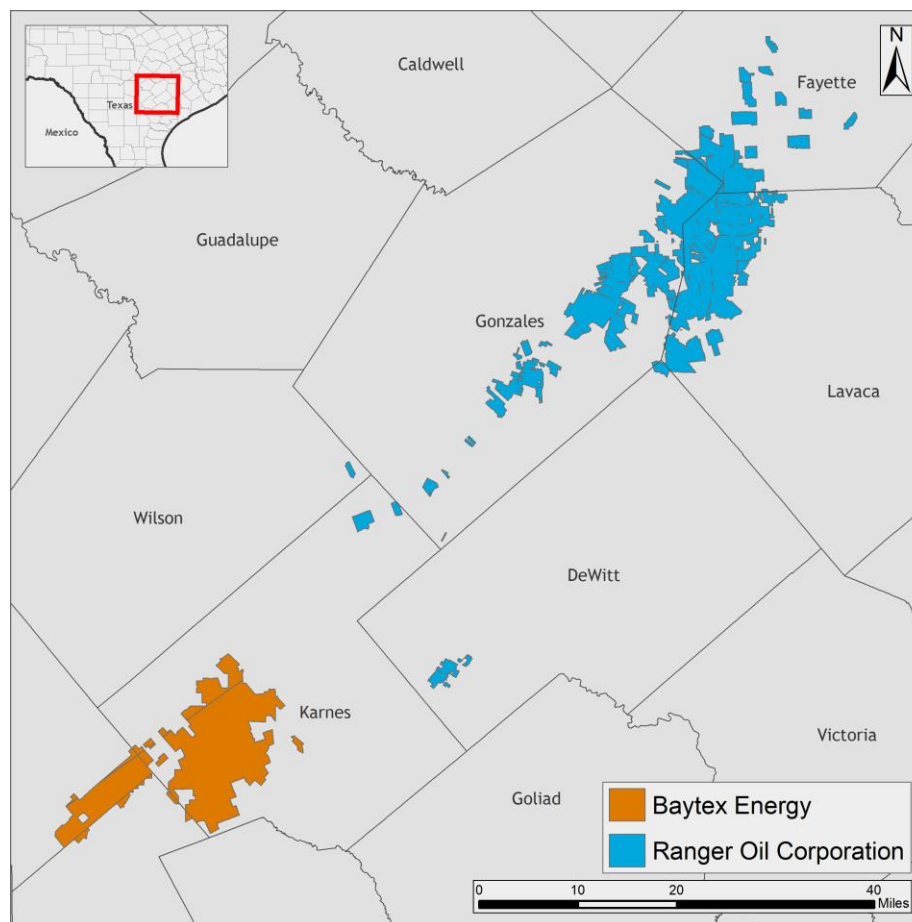 N
Caldwell
Fayette
Texas
Mexico
Guadalupe
Gonzales
Lavaca
Wilson
DeWitt
Karnes
Victoria
Goliad
Baytex Energy
Ranger Oil Corporation
0 10 20 40
Miles